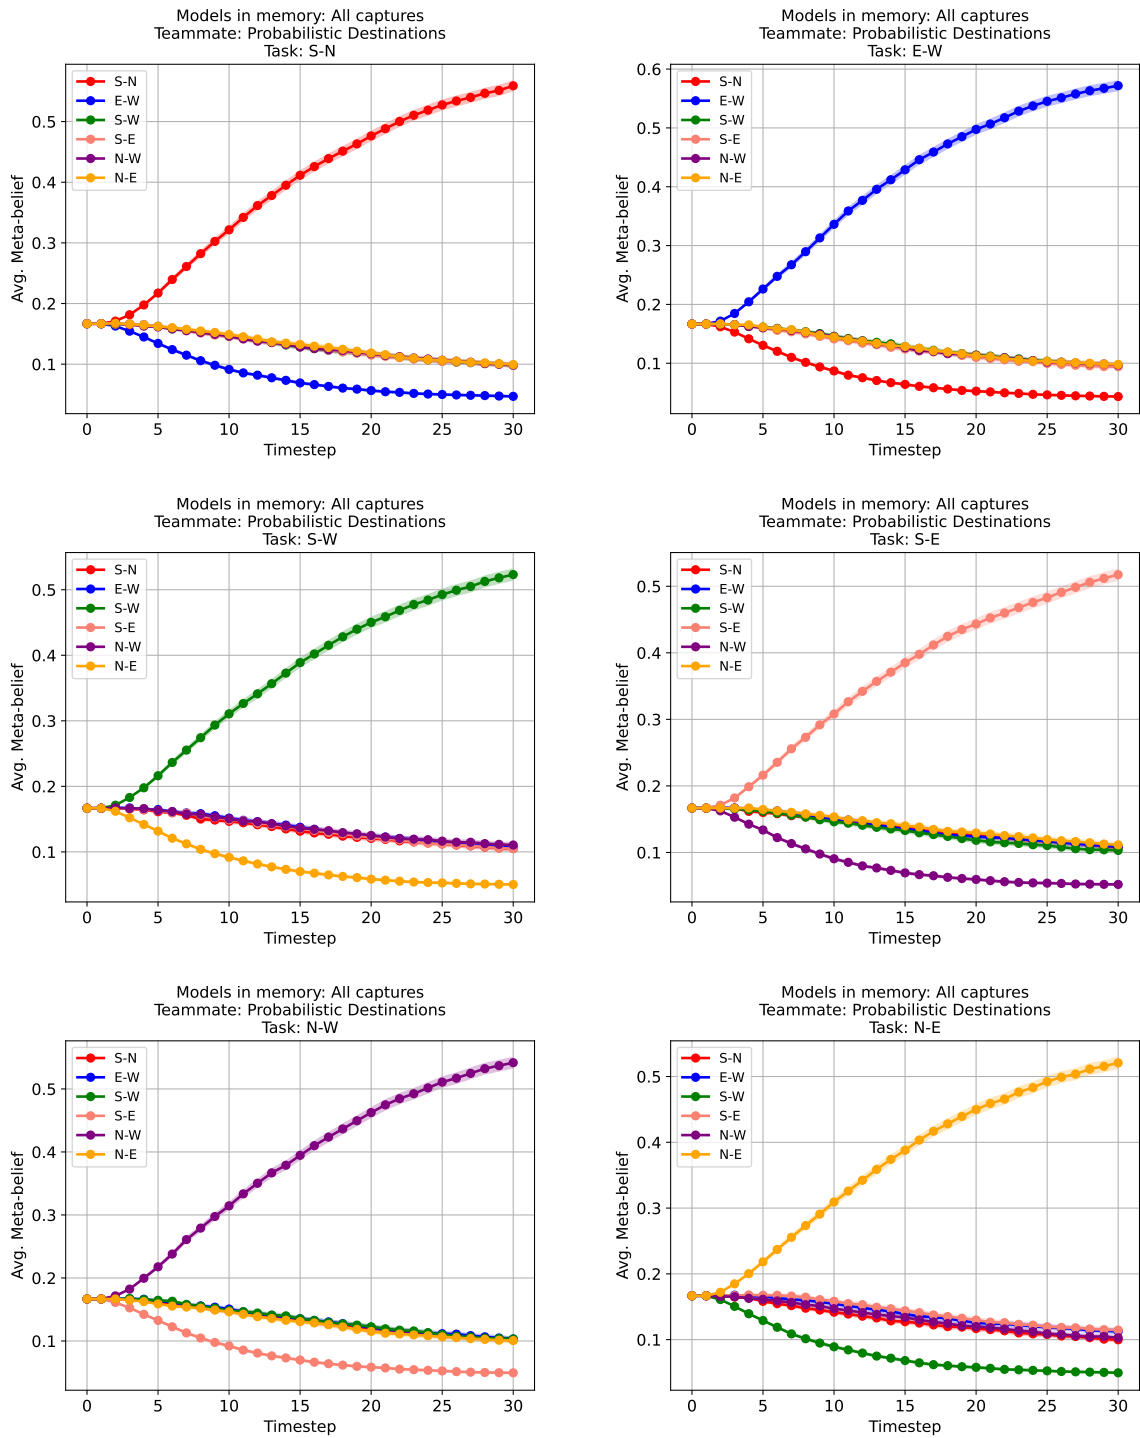 Models in memory: All captures
Teammate: Probabilistic Destinations
Task: S-N
Avg. Meta-belief
0.5
0.4
0.3
0.2
0.1
S-N
E-W
S-W
S-E
N-W
N-E
0 5 10 15 20 25 30
Timestep
Models in memory: All captures
Teammate: Probabilistic Destinations
Task: E-W
Avg. Meta-belief
0.6
0.5
0.4
0.3
0.2
0.1
S-N
E-W
S-W
S-E
N-W
N-E
0 5 10 15 20 25 30
Timestep
Models in memory: All captures
Teammate: Probabilistic Destinations
Task: S-W
Avg. Meta-belief
0.5
0.4
0.3
0.2
0.1
S-N
E-W
S-W
S-E
N-W
N-E
0 5 10 15 20 25 30
Timestep
Models in memory: All captures
Teammate: Probabilistic Destinations
Task: S-E
Avg. Meta-belief
0.5
0.4
0.3
0.2
0.1
S-N
E-W
S-W
S-E
N-W
N-E
0 5 10 15 20 25 30
Timestep
Models in memory: All captures
Teammate: Probabilistic Destinations
Task: N-W
Avg. Meta-belief
0.5
0.4
0.3
0.2
0.1
S-N
E-W
S-W
S-E
N-W
N-E
0 5 10 15 20 25 30
Timestep
Models in memory: All captures
Teammate: Probabilistic Destinations
Task: N-E
Avg. Meta-belief
0.5
0.4
0.3
0.2
0.1
S-N
E-W
S-W
S-E
N-W
N-E
0 5 10 15 20 25 30
Timestep